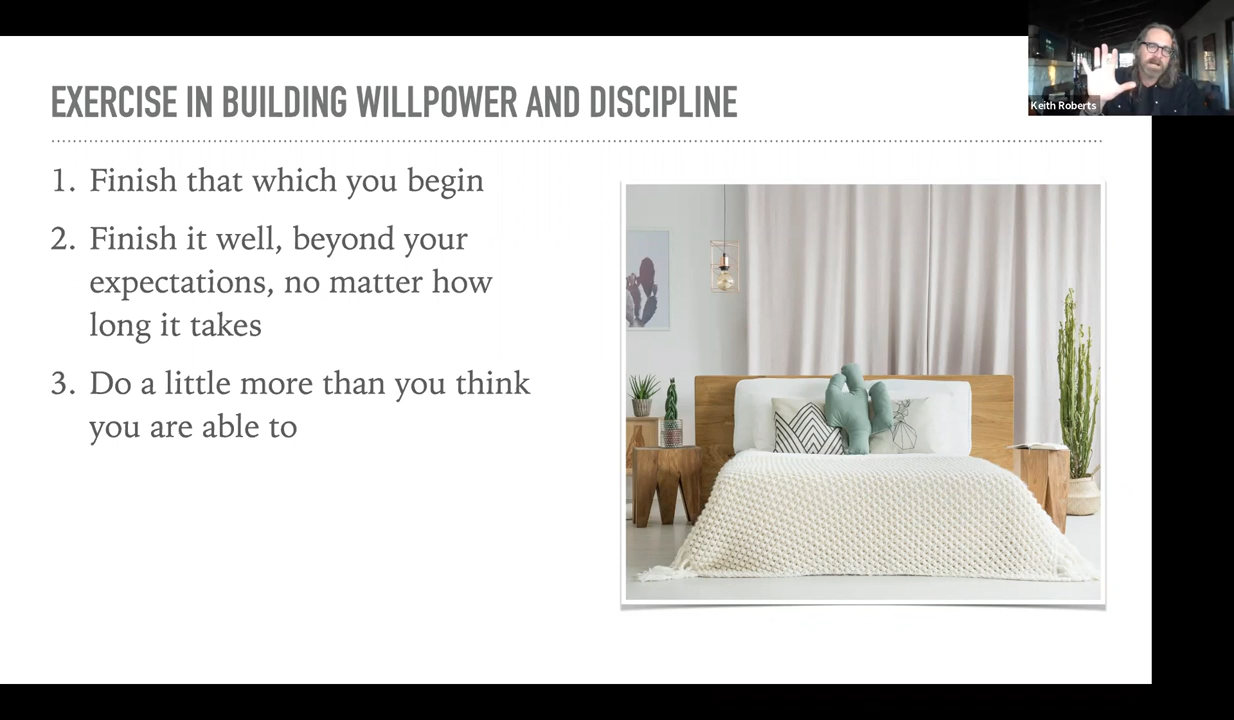 EXERCISE IN BUILDING WILLPOWER AND DISCIPLINE
Keith Roberts
1. Finish that which you begin
2. Finish it well, beyond your
expectations, no matter how
long it takes
3. Do a little more than you think
you are able to